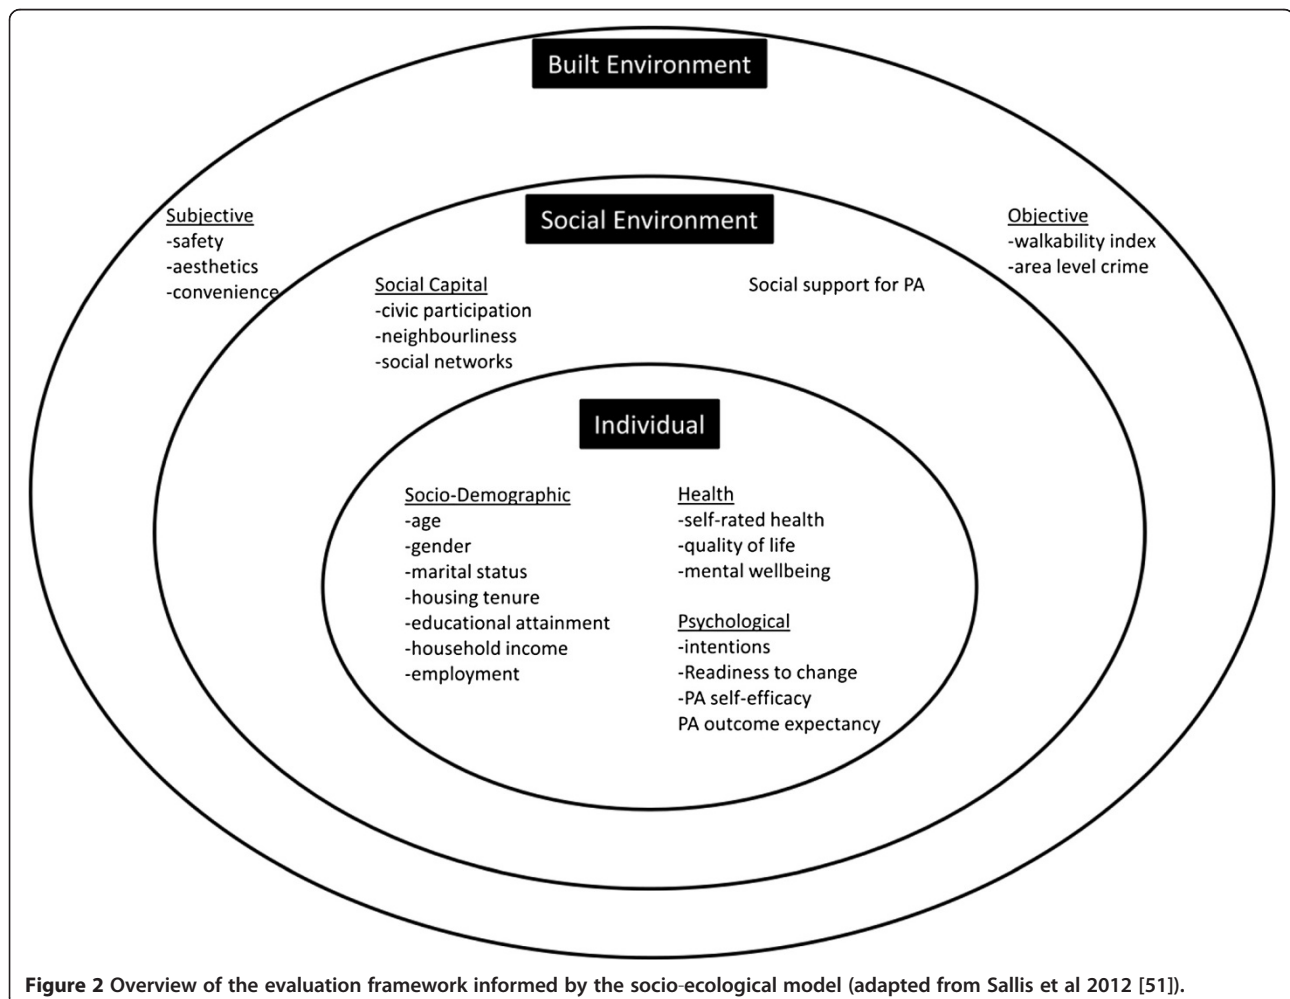 Built Environment
Subjective
-safety
-aesthetics
-convenience
Objective
-walkability index
-area level crime
Social Environment
Social Capital
-civic participation
-neighbourliness
-social networks
Social support for PA
Individual
Socio-Demographic
-age
-gender
-marital status
-housing tenure
-educational attainment
-household income
-employment
Health
-self-rated health
-quality of life
-mental wellbeing
Psychological
-intentions
-Readiness to change
-PA self-efficacy
PA outcome expectancy
Figure 2 Overview of the evaluation framework informed by the socio-ecological model (adapted from Sallis et al 2012 [51]).